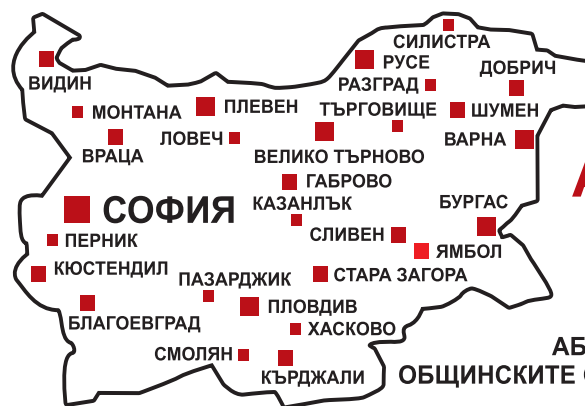 СИЛИСТРА
РУСЕ
ДОБРИЧ
ВИДИН
РАЗГРАД
МОНТАНА
ПЛЕВЕН
ТЪРГОВИЩЕ
ШУМЕН
ВРАЦА
ЛОВЕЧ
ВЕЛИКО ТЪРНОВО
ВАРНА
ГАБРОВО
КАЗАНЛЪК
БУРГАС
СОФИЯ
СЛИВЕН
ПЕРНИК
ЯМБОЛ
КЮСТЕНДИЛ
ПАЗАРДЖИК
СТАРА ЗАГОРА
ПЛОВДИВ
БЛАГОЕВГРАД
ХАСКОВО
СМОЛЯН
КЪРДЖАЛИ
АБ
ОБЩИНСКИТЕ